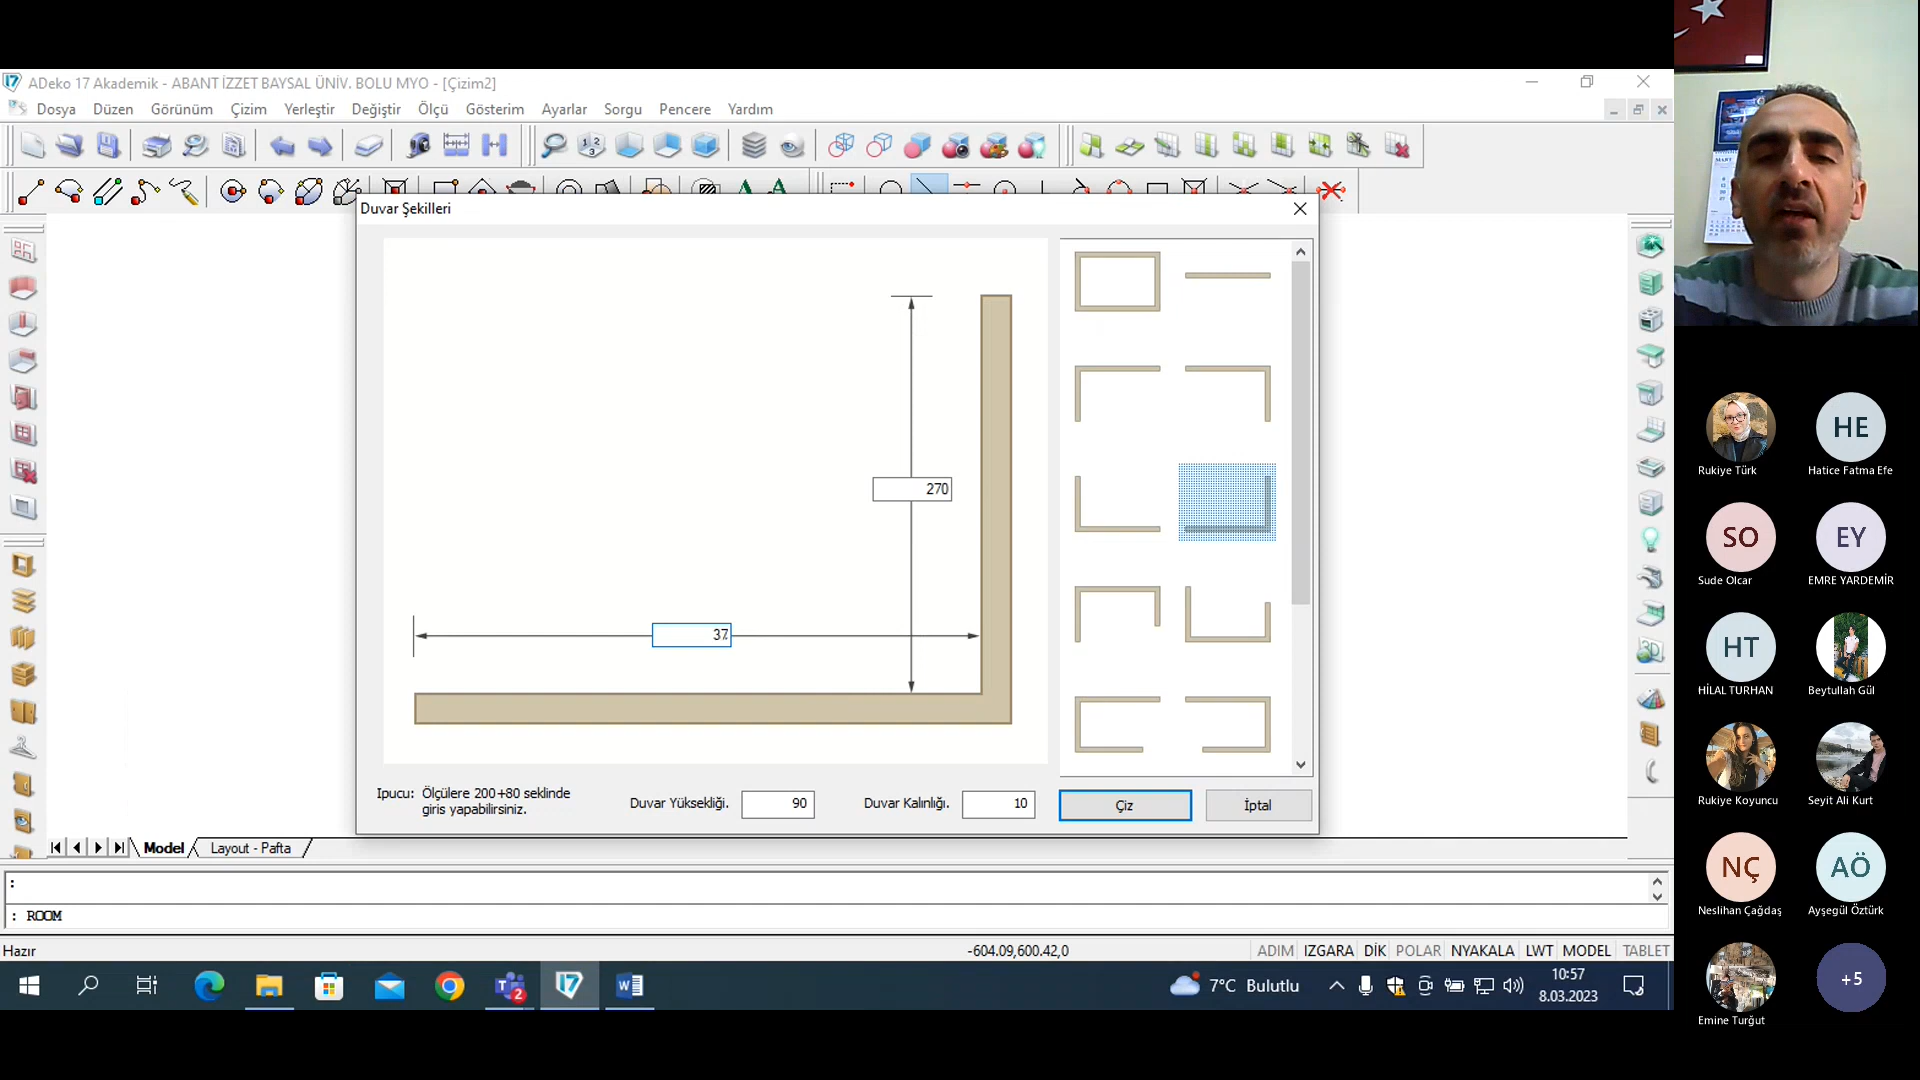 ADeko 17 Akademik - ABANT İZZET BAYSAL ÜNİV. BOLU MYO - [Çizim2]
Dosya Düzen Görünüm Çizim Yerleştir Değiştir Ölçü Gösterim Ayarlar Sorgu Pencere Yardım
Duvar Şekilleri
270
37
Ipucu: Ölçülere 200+80 seklinde
giris yapabilirsiniz.
Duvar Yüksekliği. 90
Duvar Kalınlığı. 10
Çiz
İptal
Model
Layout - Pafta
:
: ROOM
Hazır
-604.09,600.42,0
ADIM IZGARA DİK POLAR NYAKALA LWT MODEL TABLET
7°C Bulutlu
10:57
8.03.2023
Rukiye Türk
HE
Hatice Fatma Efe
SO
Sude Olcar
EY
EMRE YARDEMİR
HT
HİLAL TURHAN
Beytullah Gül
Rukiye Koyuncu
Seyit Ali Kurt
NÇ
Neslihan Çağdaş
AÖ
Ayşegül Öztürk
Emine Turğut
+5